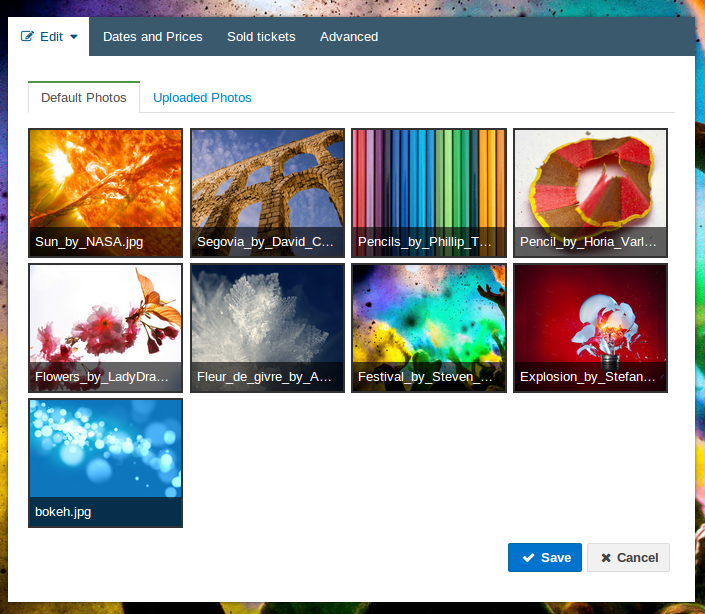 Edit Dates and Prices Sold tickets Advanced
Default Photos Uploaded Photos
Sun_by_NASA.jpg Segovia_by_David_C... Pencils_by_Phillip_T... Pencil_by_Horia_Varl...
Flowers_by_LadyDra... Fleur_de_givre_by_A... Festival_by_Steven_... Explosion_by_Stefan...
bokeh.jpg
Save Cancel